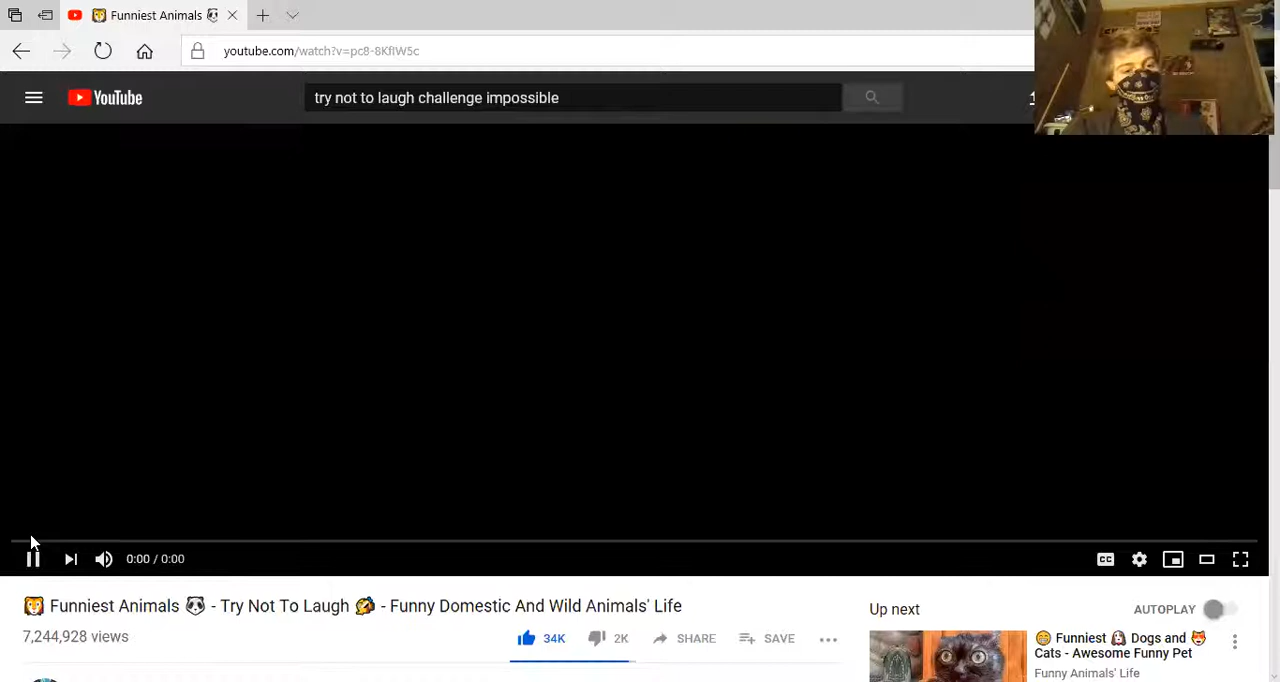 Funniest Animals
youtube.com/watch?v=pc8-8KflW5c
YouTube
try not to laugh challenge impossible
0:00 / 0:00
CC
Funniest Animals - Try Not To Laugh - Funny Domestic And Wild Animals' Life
7,244,928 views
34K
2K
SHARE
SAVE
Up next
AUTOPLAY
Funniest Dogs and
Cats - Awesome Funny Pet
Funny Animals' Life